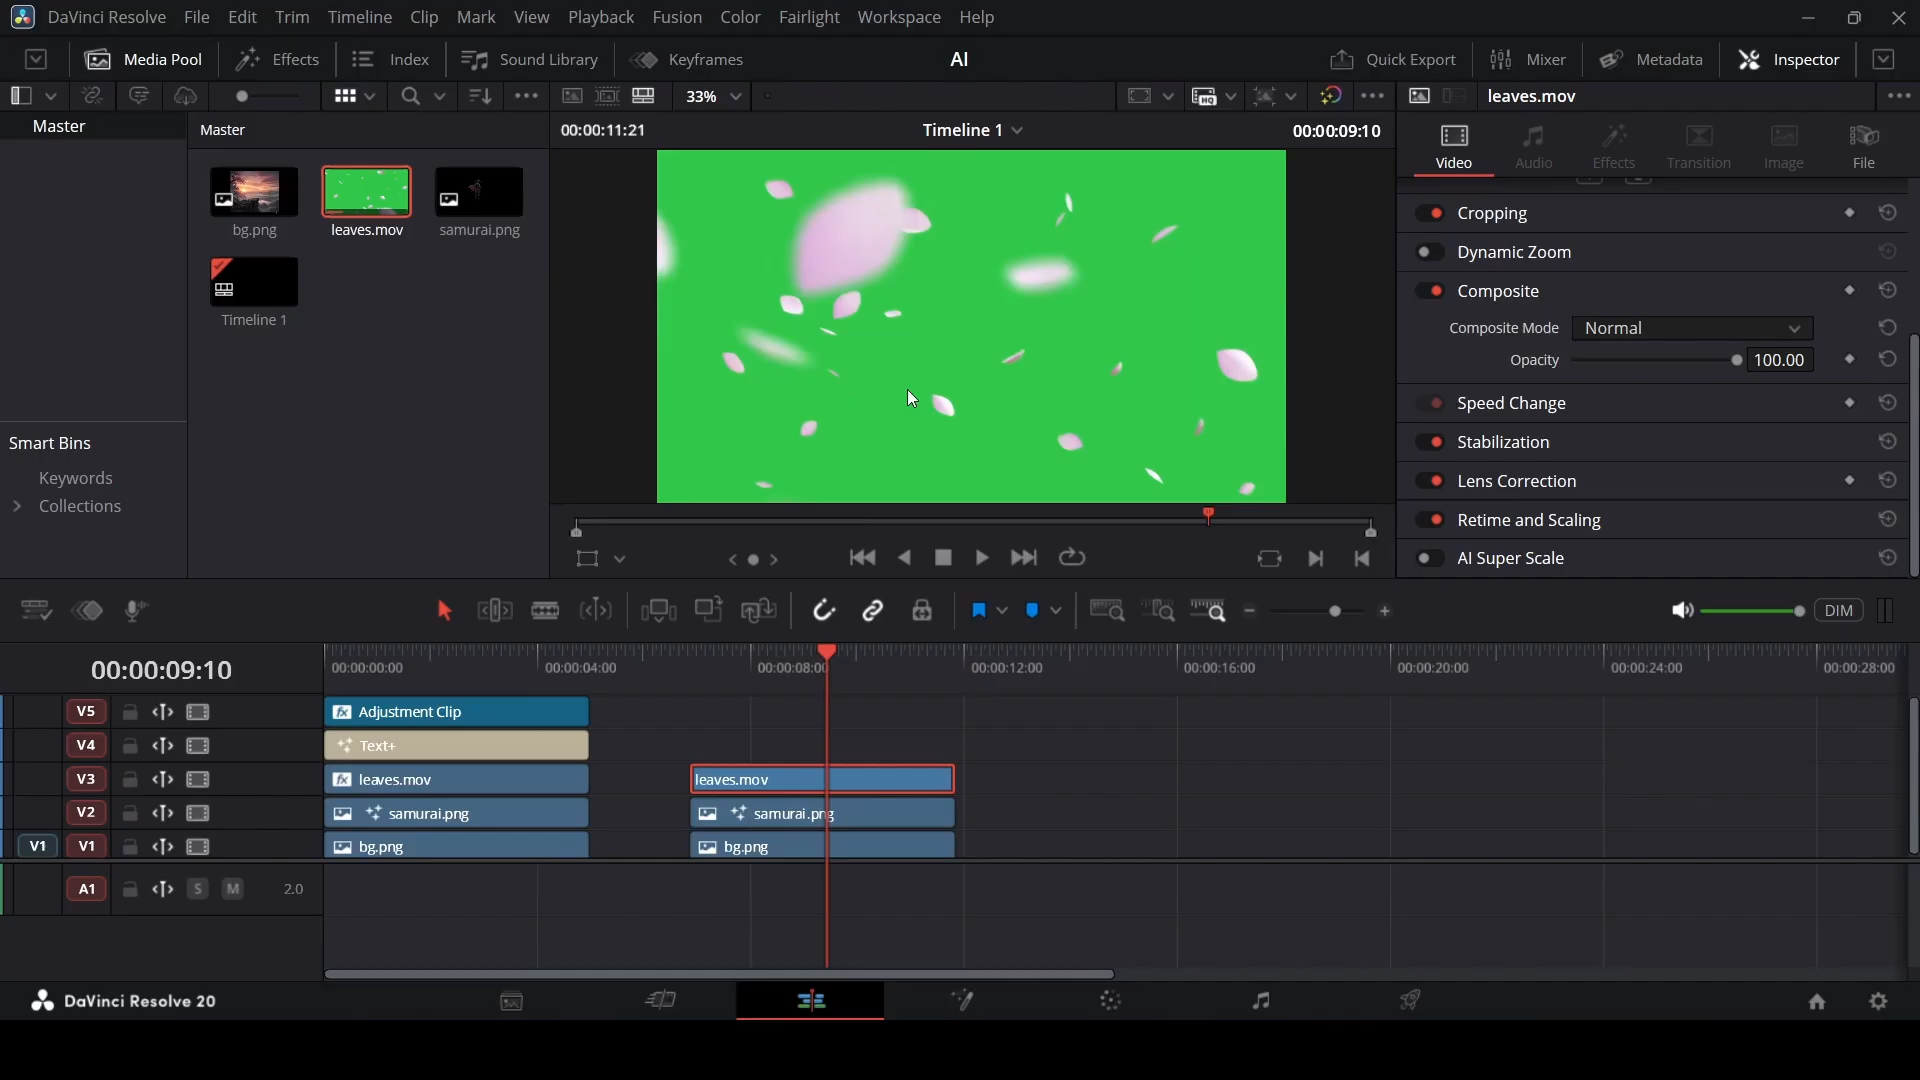 DaVinci Resolve File Edit Trim Timeline Clip Mark View Playback Fusion Color Fairlight Workspace Help
Media Pool Effects Index Sound Library Keyframes AI Quick Export Mixer Metadata Inspector
33% leaves.mov
Master Master 00:00:11:21 Timeline 1 00:00:09:10
Video Audio Effects Transition Image File
bg.png leaves.mov samurai.png
Timeline 1
Cropping
Dynamic Zoom
Composite
Composite Mode Normal
Opacity 100.00
Speed Change
Stabilization
Lens Correction
Retime and Scaling
AI Super Scale
Smart Bins
Keywords
Collections
DIM
00:00:09:10 00:00:00:00 00:00:04:00 00:00:08:00 00:00:12:00 00:00:16:00 00:00:20:00 00:00:24:00 00:00:28:00
V5 fx Adjustment Clip
V4 Text+
V3 fx leaves.mov leaves.mov
V2 samurai.png samurai.png
V1 V1 bg.png bg.png
A1 S M 2.0
DaVinci Resolve 20